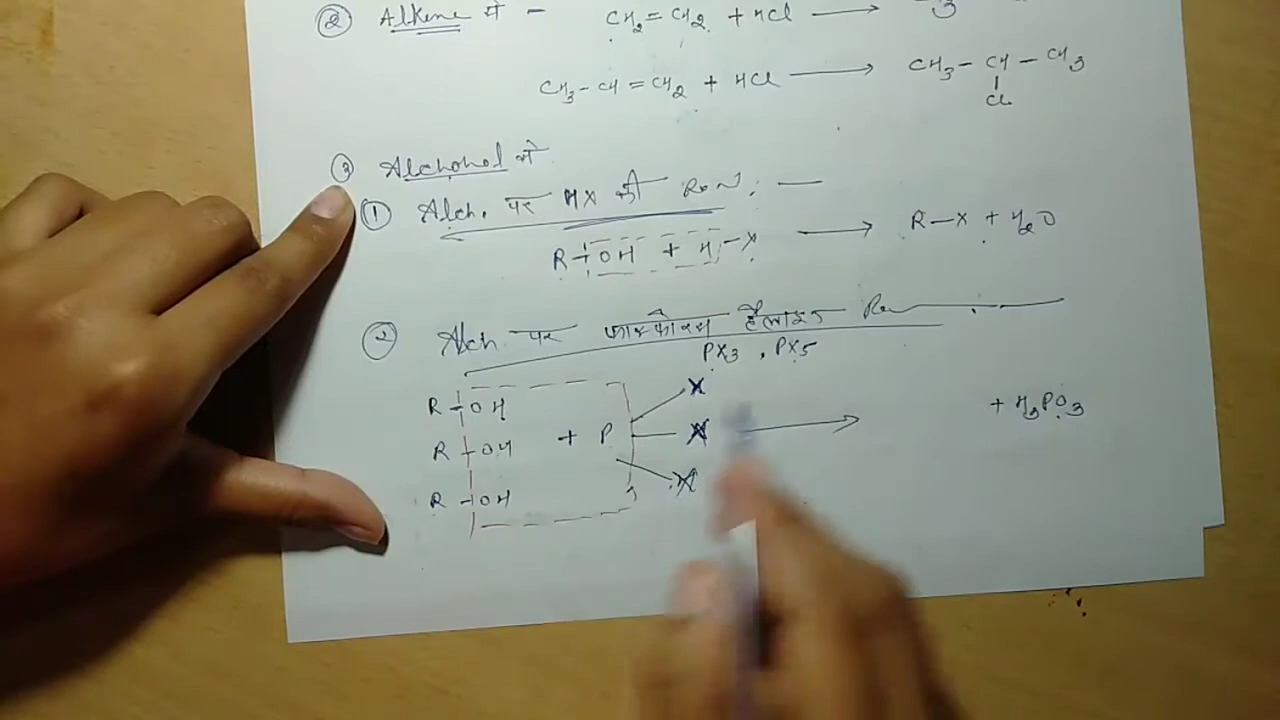 ② Alkene में - CH2=CH2 + HCl ⟶
CH3-CH=CH2 + HCl ⟶ CH3-CH-CH3
Cl
③ Alchohol में
① Alch. पर HX की Rxn: —
R-OH + H-X ⟶ R-X + H2O
② Alch. पर फास्फोरस हैलाइड
PX3, PX5
R-OH X
R-OH + P X ⟶ + H3PO3
R-OH X